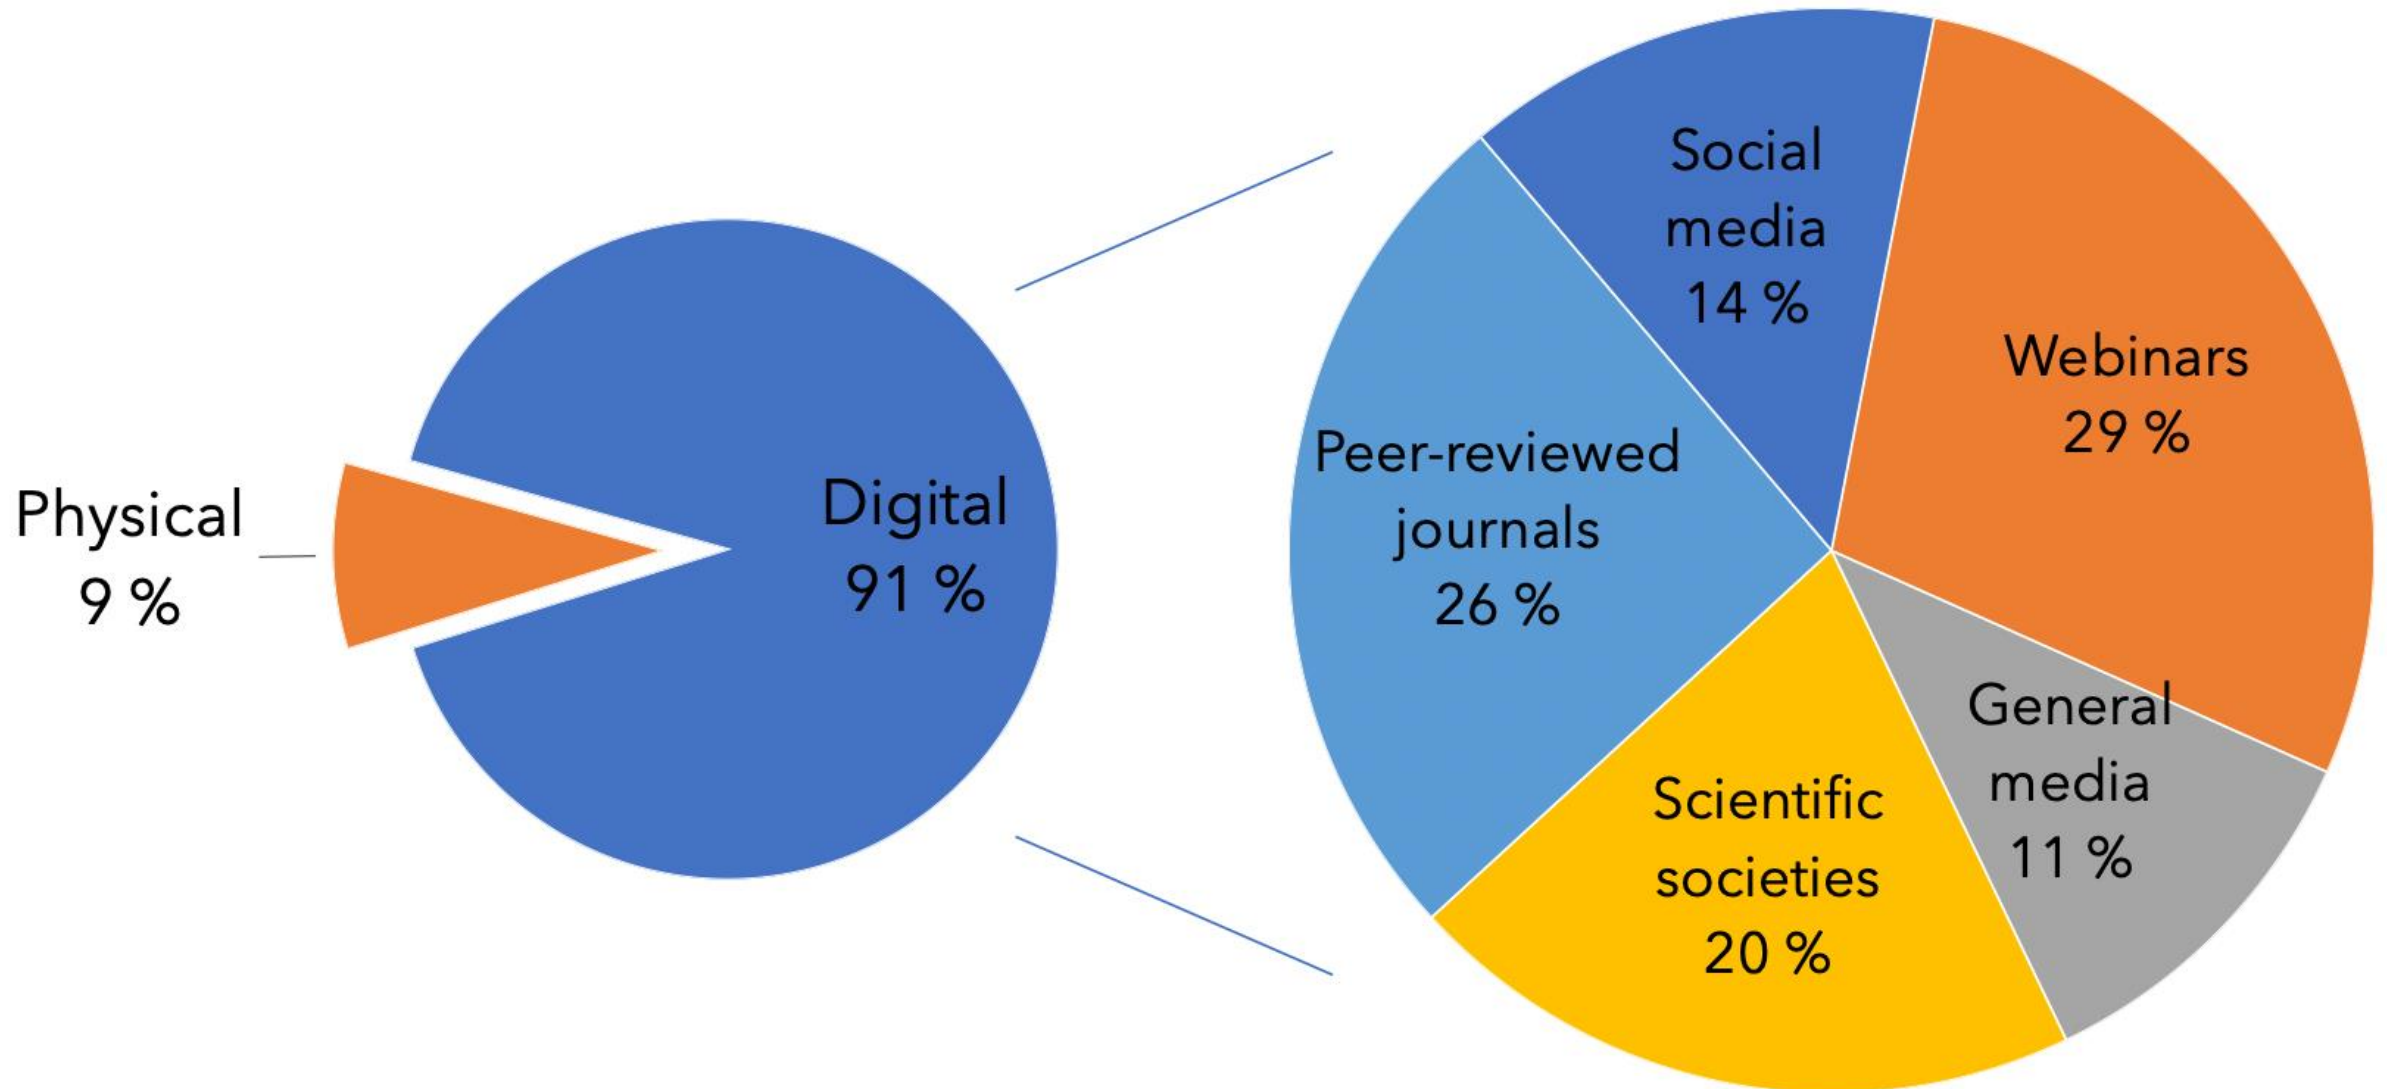 Physical
9 %
Digital
91 %
Social
media
14 %
Webinars
29 %
Peer-reviewed
journals
26 %
General
media
11 %
Scientific
societies
20 %